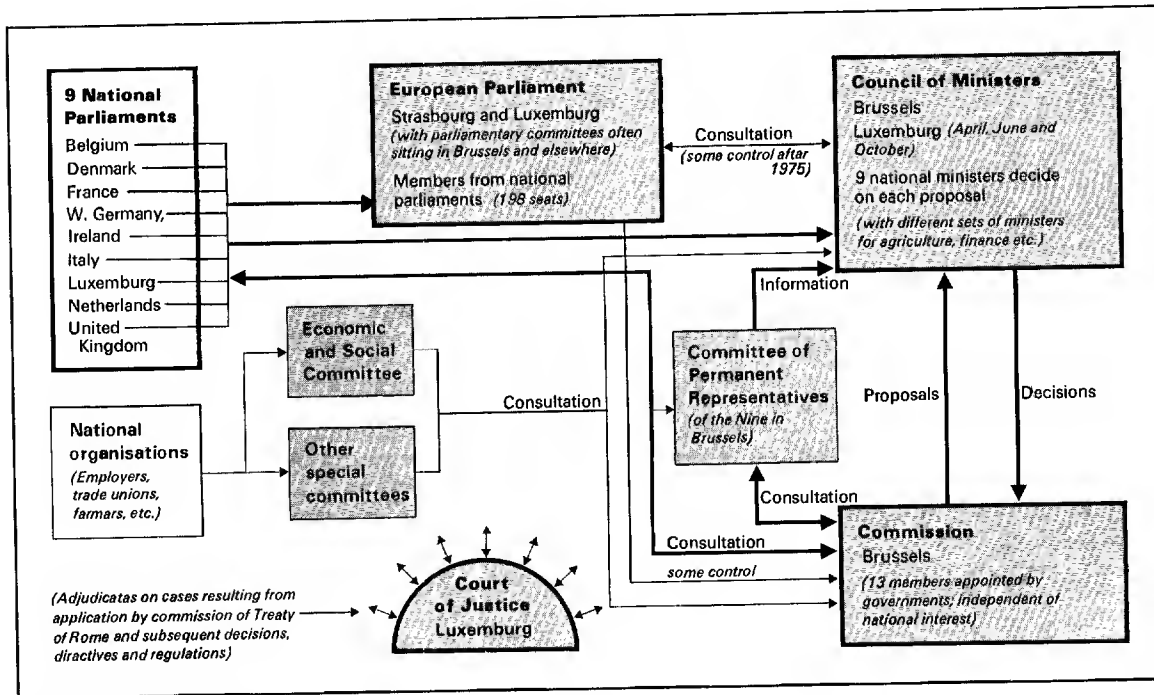 9 National
Parliaments
Belgium
Denmark
France
W. Germany,
Ireland
Italy
Luxemburg
Netherlands
United
Kingdom
European Parliament
Strasbourg and Luxemburg
(with parliamentary committees often
sitting in Brussels and elsewhere)
Members from national
parliaments (198 seats)
Consultation
(some control aftar
1975)
Council of Ministers
Brussels
Luxemburg (April, June and
October)
9 national ministers decide
on each proposal
(with different sets of ministers
for agriculture, finance etc.)
National
organisations
(Employers,
trade unions,
farmars, etc.)
Economic
and Social
Committee
Other
special
committees
Consultation
Information
Committee of
Permanent
Representatives
(of the Nine in
Brussels)
Proposals
Decisions
Consultation
Consultation
some control
Commission
Brussels
(13 members appointed by
governments; independent of
national interest)
(Adjudicatas on cases resulting from
application by commission of Treaty
of Rome and subsequent decisions,
diractives and regulations)
Court
of Justice
Luxemburg